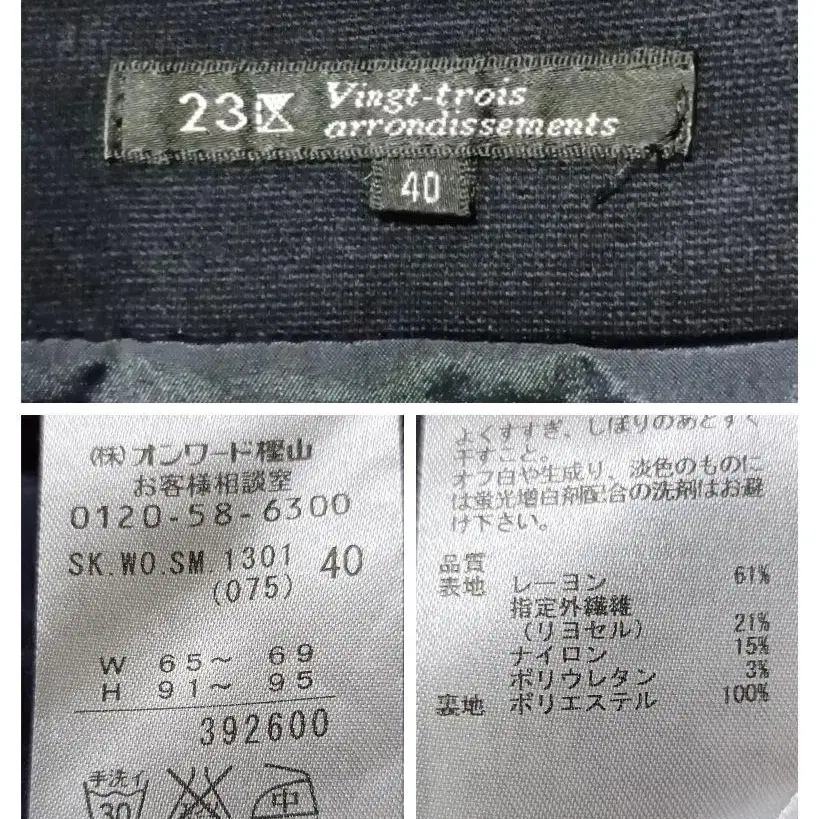 23区 Vingt-trois
arrondissements
40
(株)オンワード樫山
お客様相談室
0120-58-6300
SK.WO.SM.1301 40
(075)
W 65～ 69
H 91～ 95
392600
手洗イ
30
中
よくすすぎ、しぼりのあとすぐ
干すこと。
オフ白や生成り、淡色のものに
は蛍光増白剤配合の洗剤はお避
け下さい。
品質
表地 レーヨン 61%
指定外繊維
(リヨセル) 21%
ナイロン 15%
ポリウレタン 3%
裏地 ポリエステル 100%